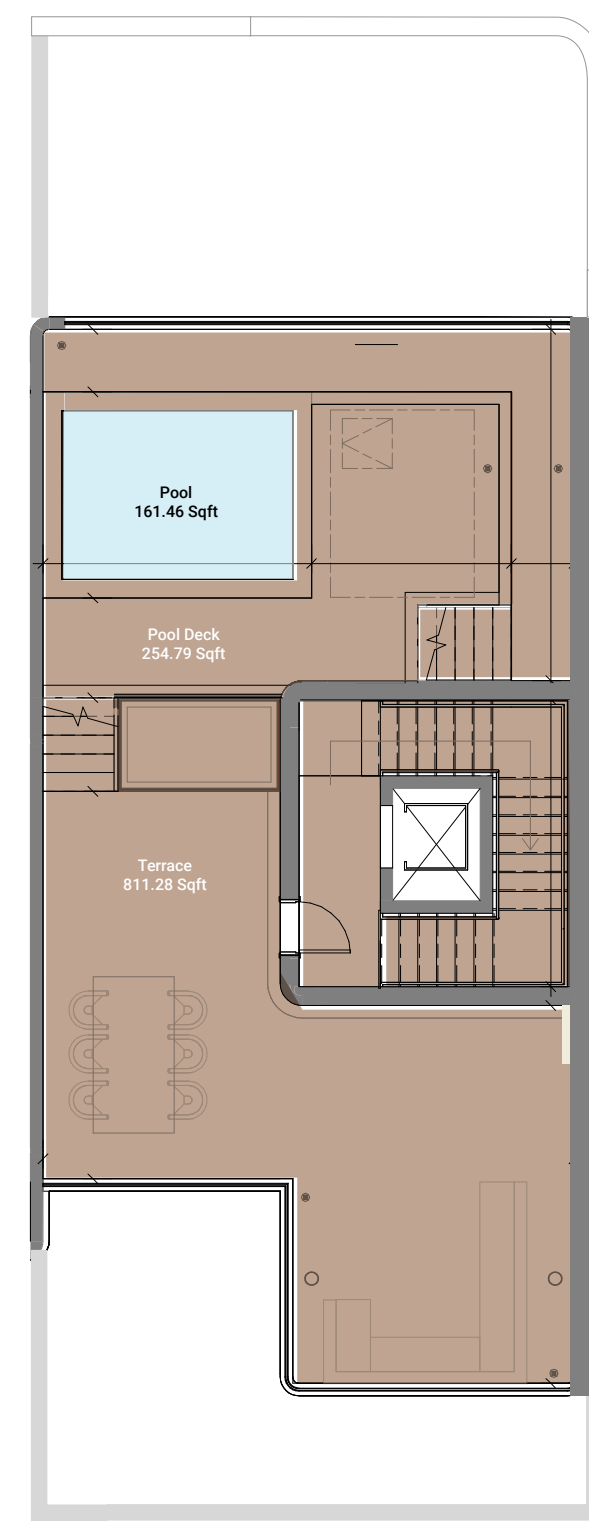 Pool
161.46 Sqft
Pool Deck
254.79 Sqft
Terrace
811.28 Sqft